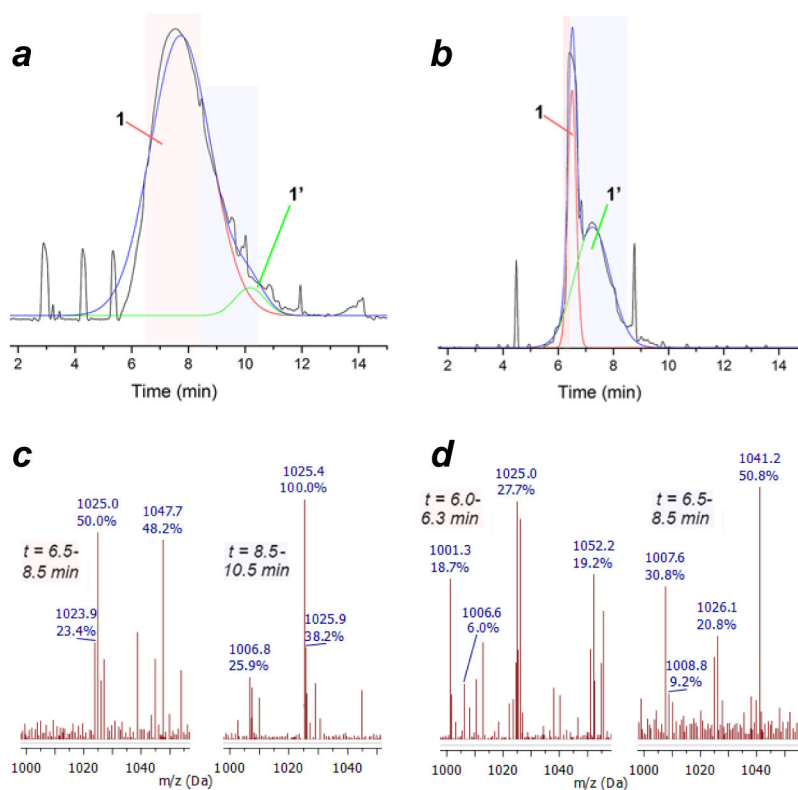 a
1
1’
2 4 6 8 10 12 14
Time (min)
b
1
1’
2 4 6 8 10 12 14
Time (min)
c
1025.0
50.0%
1047.7
48.2%
t = 6.5-
8.5 min
1023.9
23.4%
1000 1020 1040
1025.4
100.0%
t = 8.5-
10.5 min
1025.9
38.2%
1006.8
25.9%
1000 1020 1040
m/z (Da)
d
t = 6.0-
6.3 min
1025.0
27.7%
1001.3
18.7%
1052.2
19.2%
1006.6
6.0%
1000 1020 1040
1041.2
50.8%
t = 6.5-
8.5 min
1007.6
30.8%
1026.1
20.8%
1008.8
9.2%
1000 1020 1040
m/z (Da)